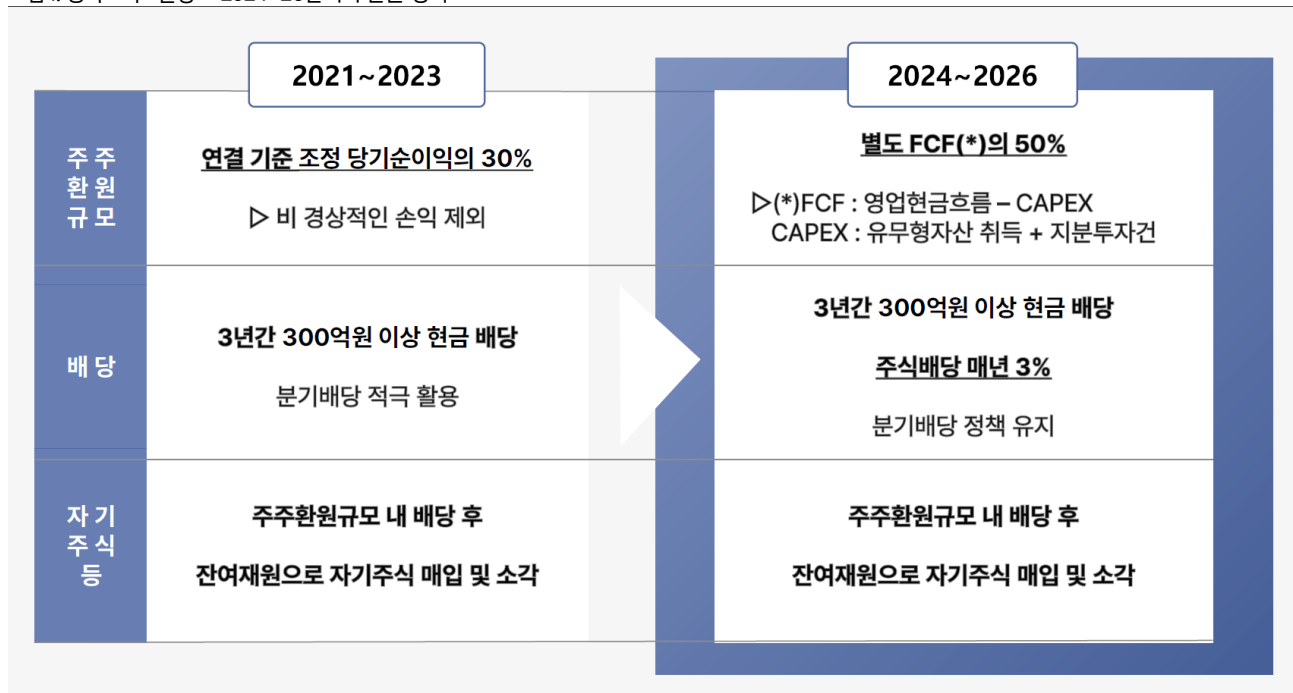 2021~2023
2024~2026
주 주
환 원
규 모
연결 기준 조정 당기순이익의 30%
▷ 비 경상적인 손익 제외
별도 FCF(*)의 50%
▷(*)FCF : 영업현금흐름 – CAPEX
CAPEX : 유무형자산 취득 + 지분투자건
배 당
3년간 300억원 이상 현금 배당
분기배당 적극 활용
3년간 300억원 이상 현금 배당
주식배당 매년 3%
분기배당 정책 유지
자 기
주 식
등
주주환원규모 내 배당 후
잔여재원으로 자기주식 매입 및 소각
주주환원규모 내 배당 후
잔여재원으로 자기주식 매입 및 소각